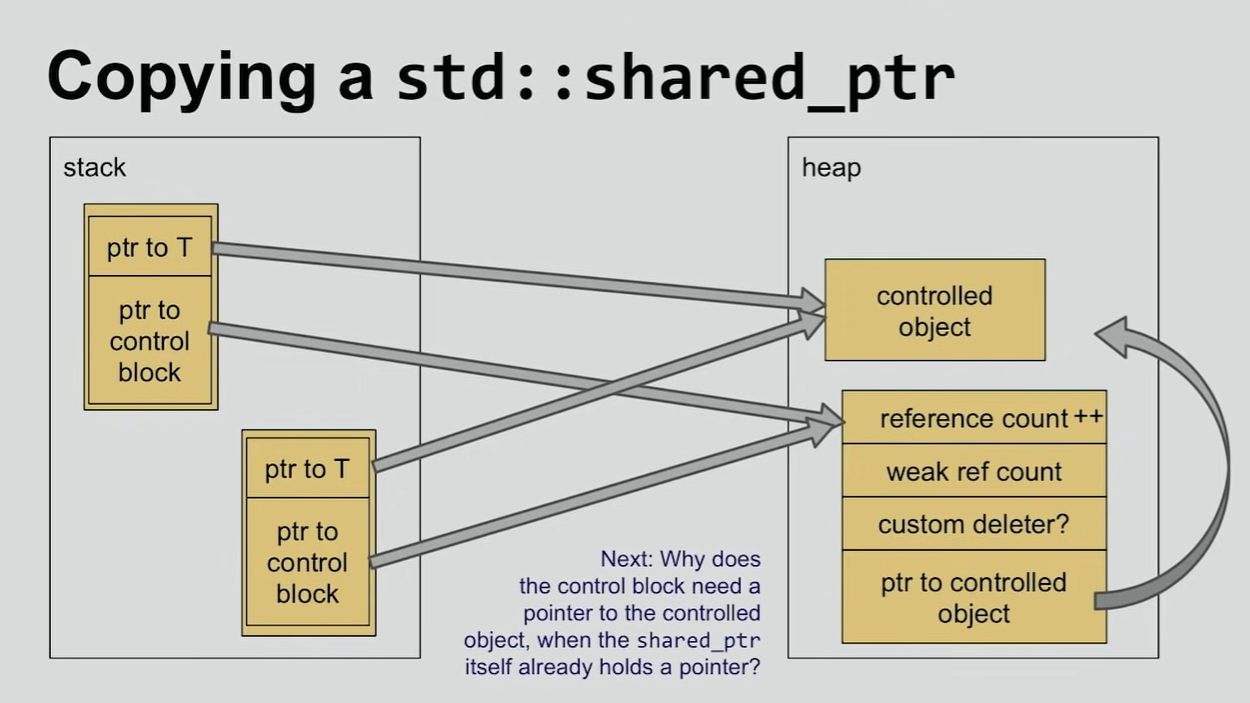 Copying a std::shared_ptr
stack
ptr to T
ptr to
control
block
ptr to T
ptr to
control
block
heap
controlled
object
reference count ++
weak ref count
custom deleter?
ptr to controlled
object
Next: Why does
the control block need a
pointer to the controlled
object, when the shared_ptr
itself already holds a pointer?